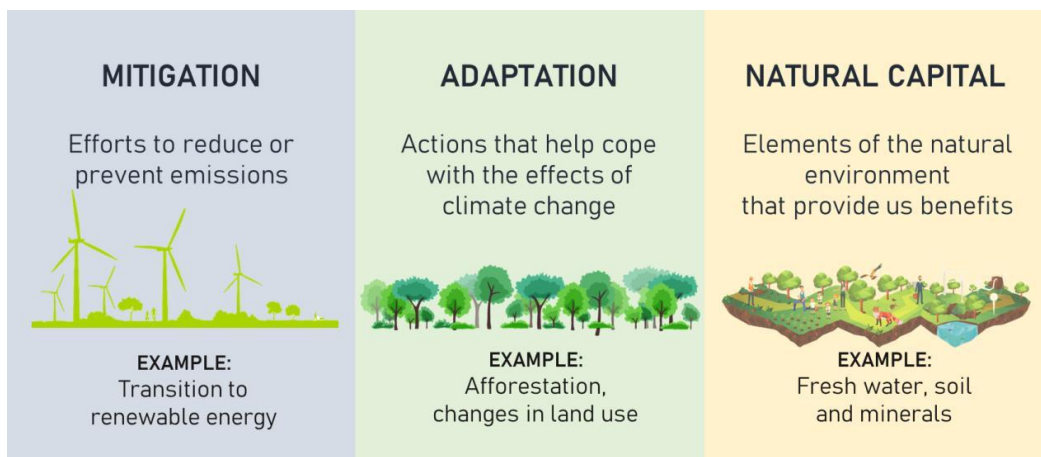 MITIGATION
Efforts to reduce or
prevent emissions
EXAMPLE:
Transition to
renewable energy
ADAPTATION
Actions that help cope
with the effects of
climate change
EXAMPLE:
Afforestation,
changes in land use
NATURAL CAPITAL
Elements of the natural
environment
that provide us benefits
EXAMPLE:
Fresh water, soil
and minerals